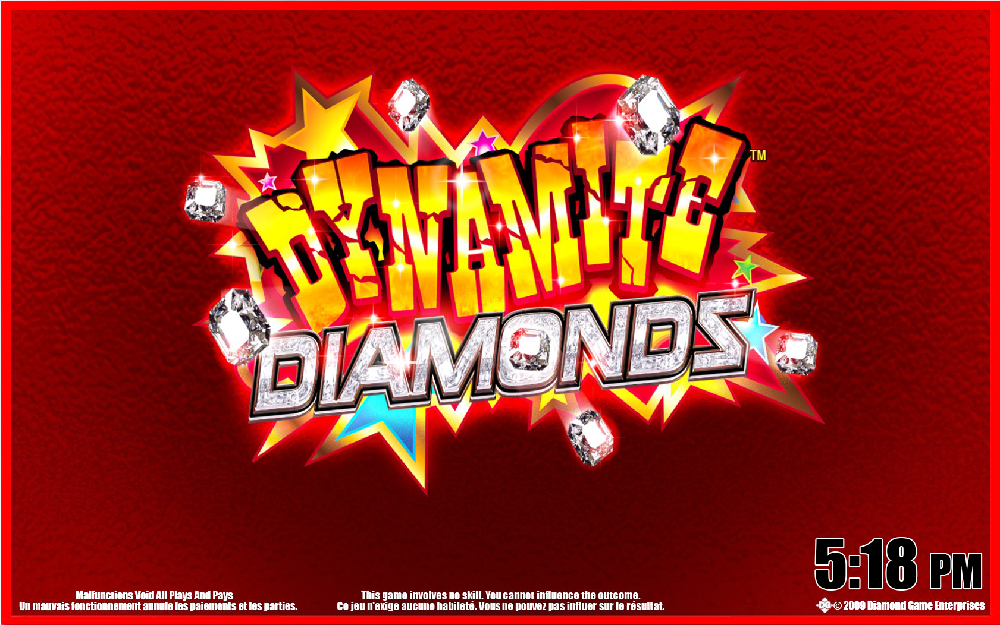 DYNAMITE
TM
DIAMONDS
5:18 PM
Malfunctions Void All Plays And Pays
Un mauvais fonctionnement annule les paiements et les parties.
This game involves no skill. You cannot influence the outcome.
Ce jeu n'exige aucune habileté. Vous ne pouvez pas influer sur le résultat.
DG © 2009 Diamond Game Enterprises